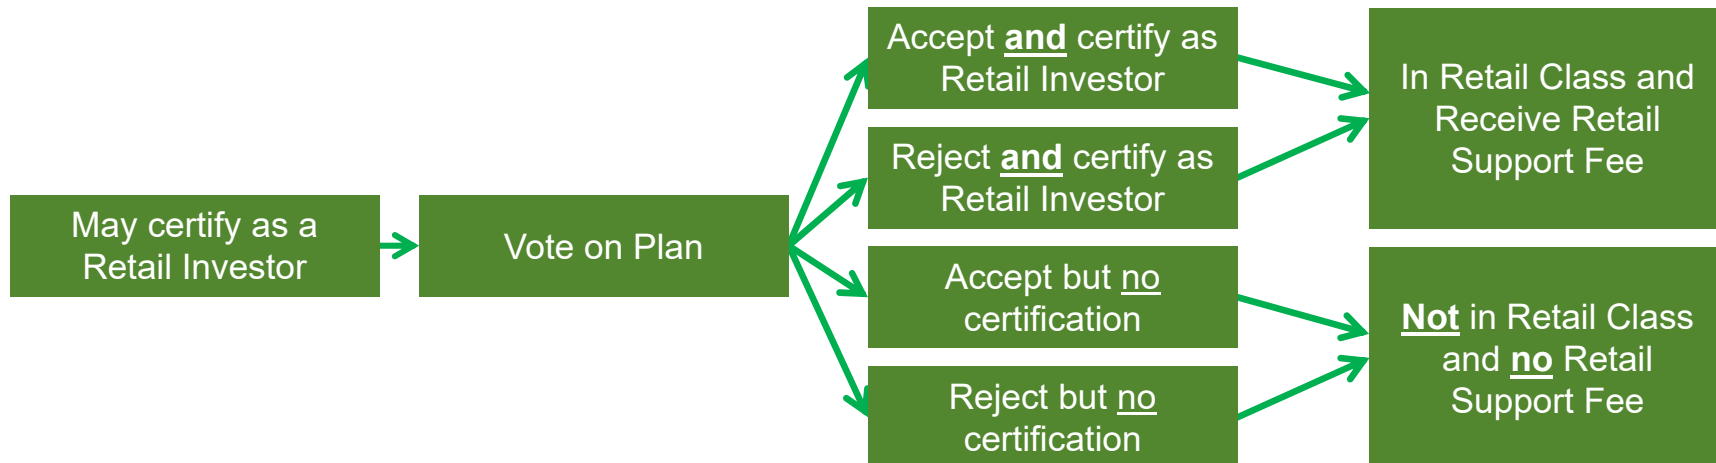 May certify as a
Retail Investor
Vote on Plan
Accept and certify as
Retail Investor
Reject and certify as
Retail Investor
Accept but no
certification
Reject but no
certification
In Retail Class and
Receive Retail
Support Fee
Not in Retail Class
and no Retail
Support Fee